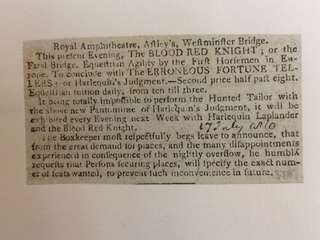 Royal Amphitheatre, Astley's, Westminster Bridge.
This present Evening, The BLOOD RED KNIGHT; or the
Fatal Bridge. Equestrian Agility by the First Horsemen in Eu-
rope. To conclude with The ERRONEOUS FORTUNE TEL-
LERS; or Harlequin's Judgment.—Second price half past eight.
Equestrian tuition daily, from ten till three.
It being totally impossible to perform the Hunted Tailor with
the above new Pantomime of Harlequin's Judgment, it will be
exhibited every Evening next Week with Harlequin Laplander
and the Blood Red Knight. 17 July 1810
The Boxkeeper most respectfully begs leave to announce, that
from the great demand for places, and the many disappointments
experienced in consequence of the nightly overflow, he humbly
requests that Persons securing places, will specify the exact num-
ber of seats wanted, to prevent such inconvenience in future.